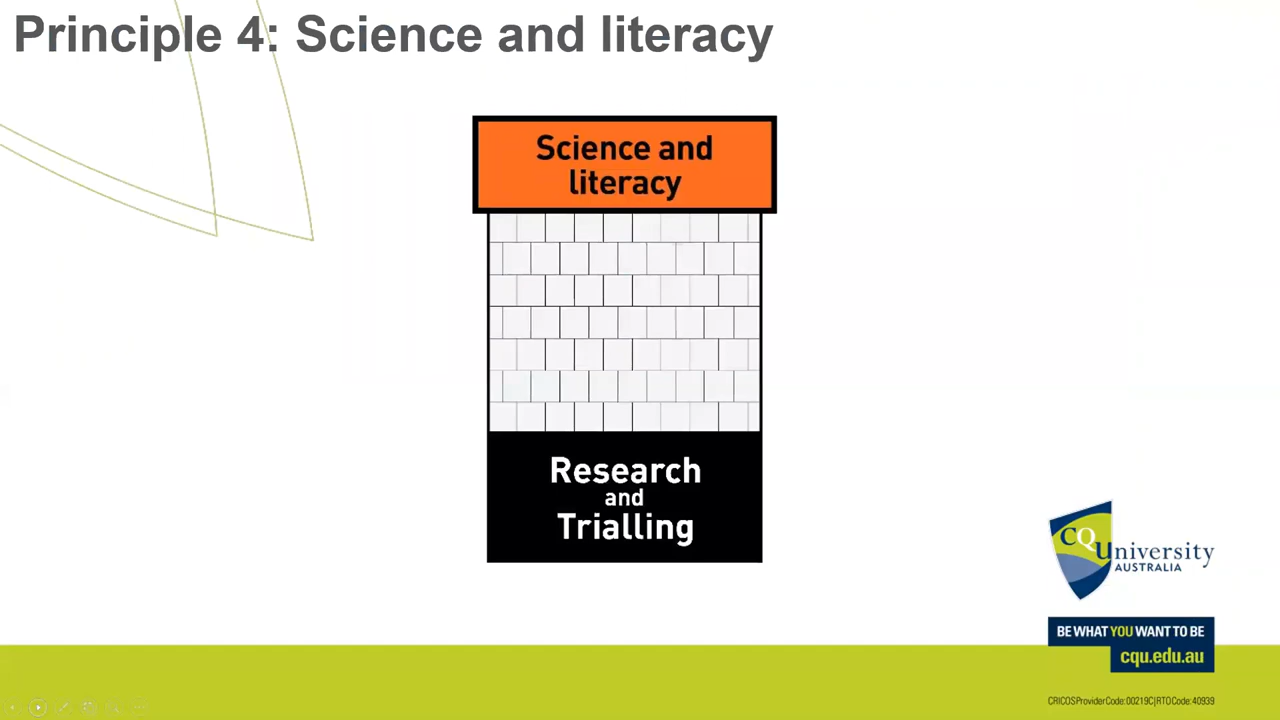 Principle 4: Science and literacy
Science and
literacy
Research
and
Trialling
CQUniversity
AUSTRALIA
BE WHAT YOU WANT TO BE
cqu.edu.au
CRICOS Provider Code: 00219C | RTO Code: 40939